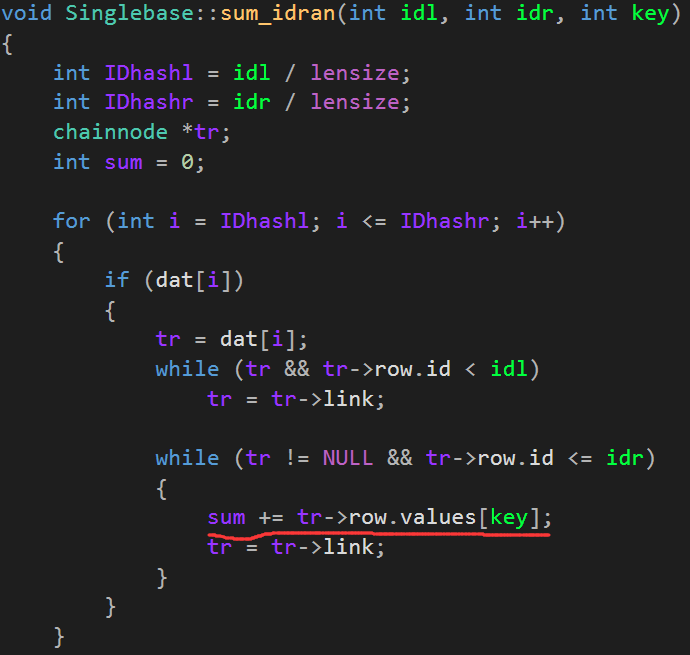 void Singlebase::sum_idran(int idl, int idr, int key)
{
    int IDhashl = idl / lensize;
    int IDhashr = idr / lensize;
    chainnode *tr;
    int sum = 0;

    for (int i = IDhashl; i <= IDhashr; i++)
    {
        if (dat[i])
        {
            tr = dat[i];
            while (tr && tr->row.id < idl)
                tr = tr->link;

            while (tr != NULL && tr->row.id <= idr)
            {
                sum += tr->row.values[key];
                tr = tr->link;
            }
        }
    }